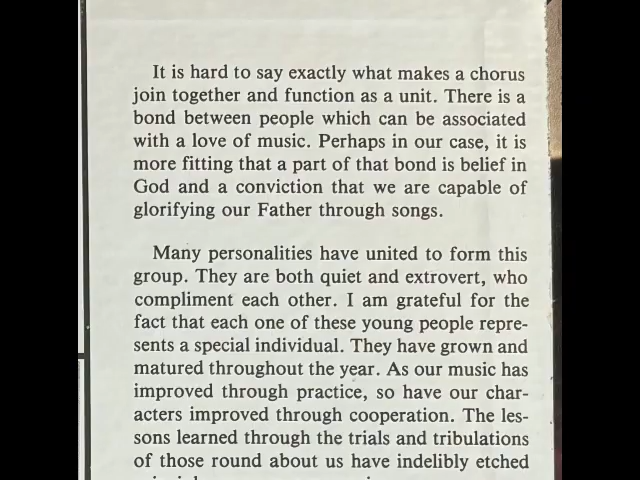 It is hard to say exactly what makes a chorus
join together and function as a unit. There is a
bond between people which can be associated
with a love of music. Perhaps in our case, it is
more fitting that a part of that bond is belief in
God and a conviction that we are capable of
glorifying our Father through songs.
Many personalities have united to form this
group. They are both quiet and extrovert, who
compliment each other. I am grateful for the
fact that each one of these young people repre-
sents a special individual. They have grown and
matured throughout the year. As our music has
improved through practice, so have our char-
acters improved through cooperation. The les-
sons learned through the trials and tribulations
of those round about us have indelibly etched